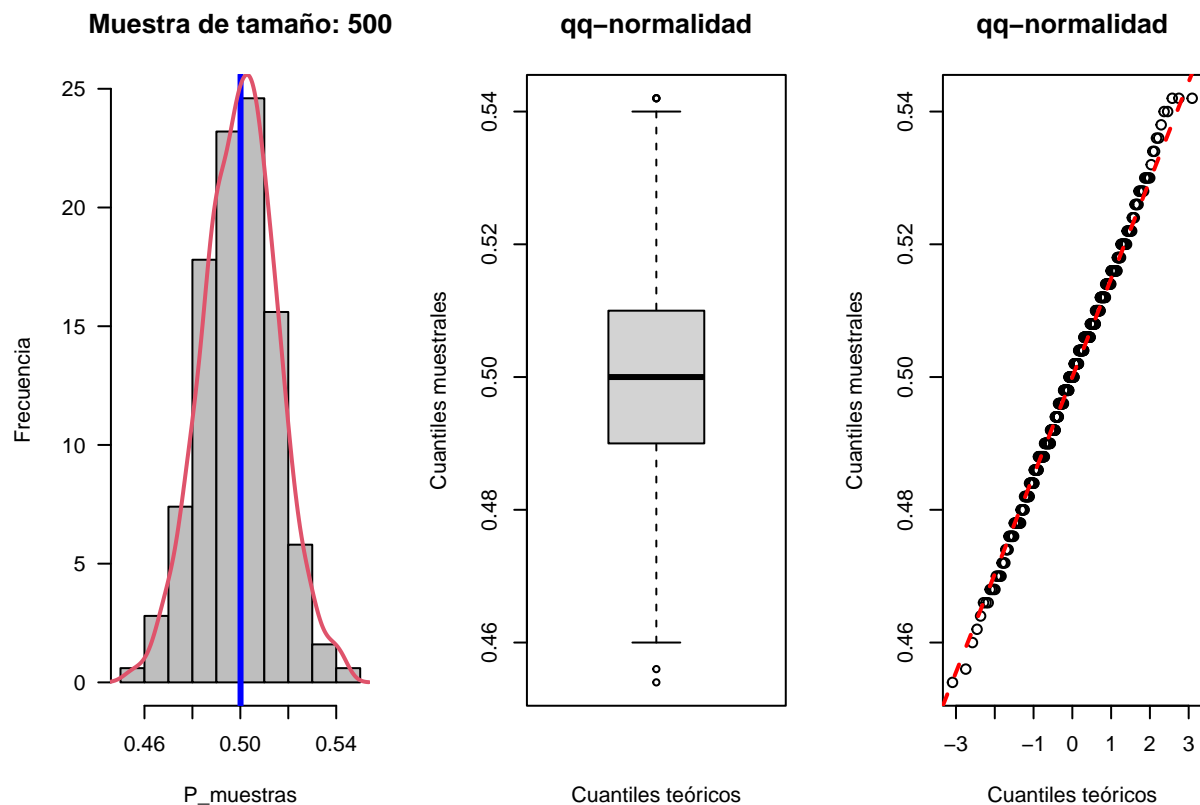 Muestra de tamaño: 500
Frecuencia
25
20
15
10
5
0
0.46 0.50 0.54
P_muestras
qq−normalidad
Cuantiles muestrales
0.54
0.52
0.50
0.48
0.46
Cuantiles teóricos
qq−normalidad
Cuantiles muestrales
0.54
0.52
0.50
0.48
0.46
−3 −1 0 1 2 3
Cuantiles teóricos